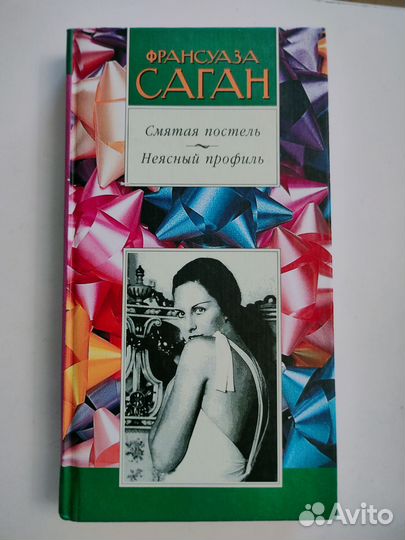 ФРАНСУАЗА
САГАН
Смятая постель
~
Неясный профиль
Avito